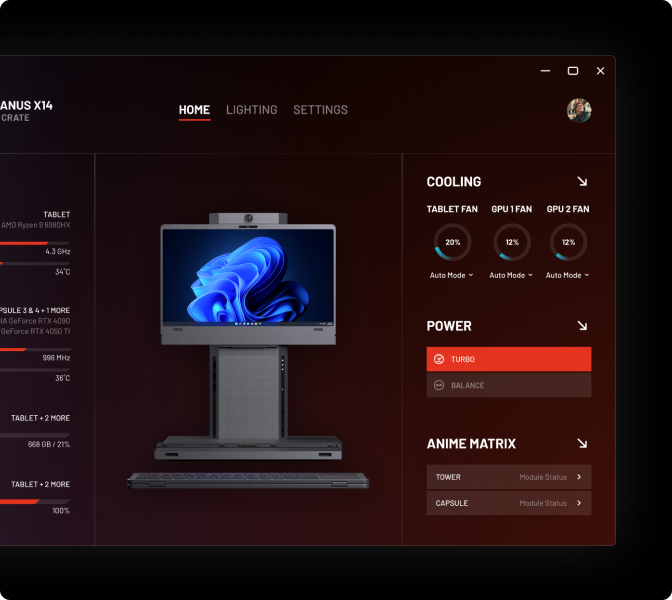 ANUS X14
CRATE
HOME
LIGHTING
SETTINGS
TABLET
AMD Ryzen 9 6980HX
4.3 GHz
34°C
PSULE 3 & 4 + 1 MORE
IA GeForce RTX 4090
GeForce RTX 4050 TI
996 MHz
36°C
TABLET + 2 MORE
668 GB / 21%
TABLET + 2 MORE
100%
COOLING
TABLET FAN
GPU 1 FAN
GPU 2 FAN
20%
12%
12%
Auto Mode
Auto Mode
Auto Mode
POWER
TURBO
BALANCE
ANIME MATRIX
TOWER
Module Status
CAPSULE
Module Status